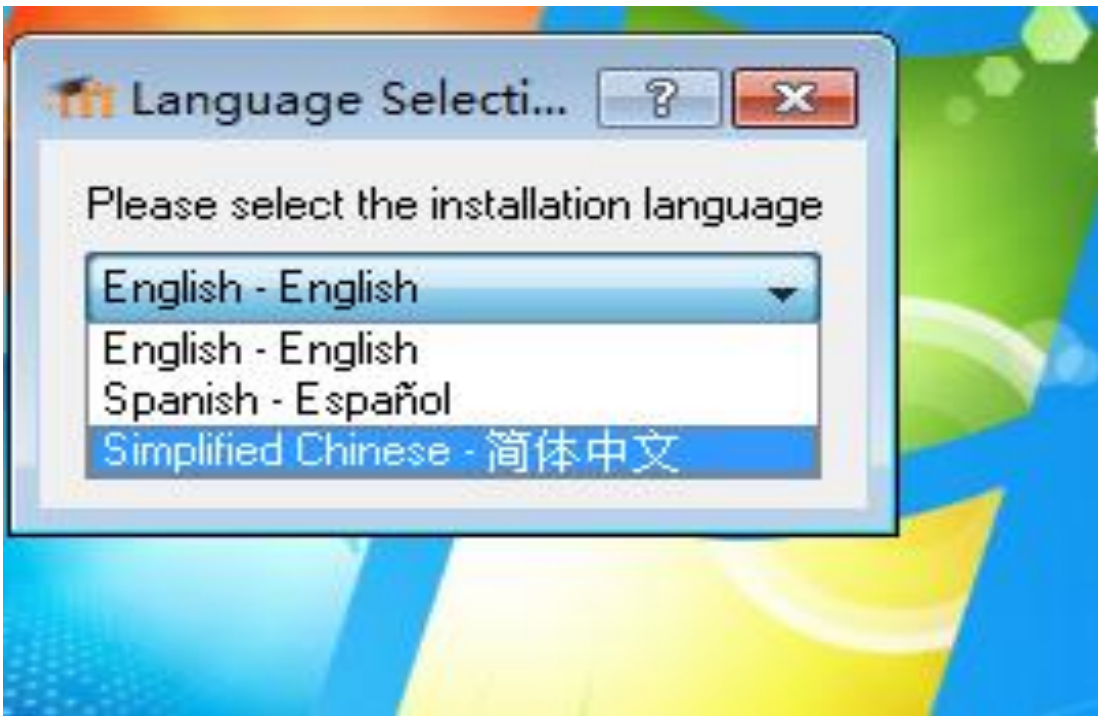 Language Selecti...
Please select the installation language
English - English
English - English
Spanish - Español
Simplified Chinese - 简体中文